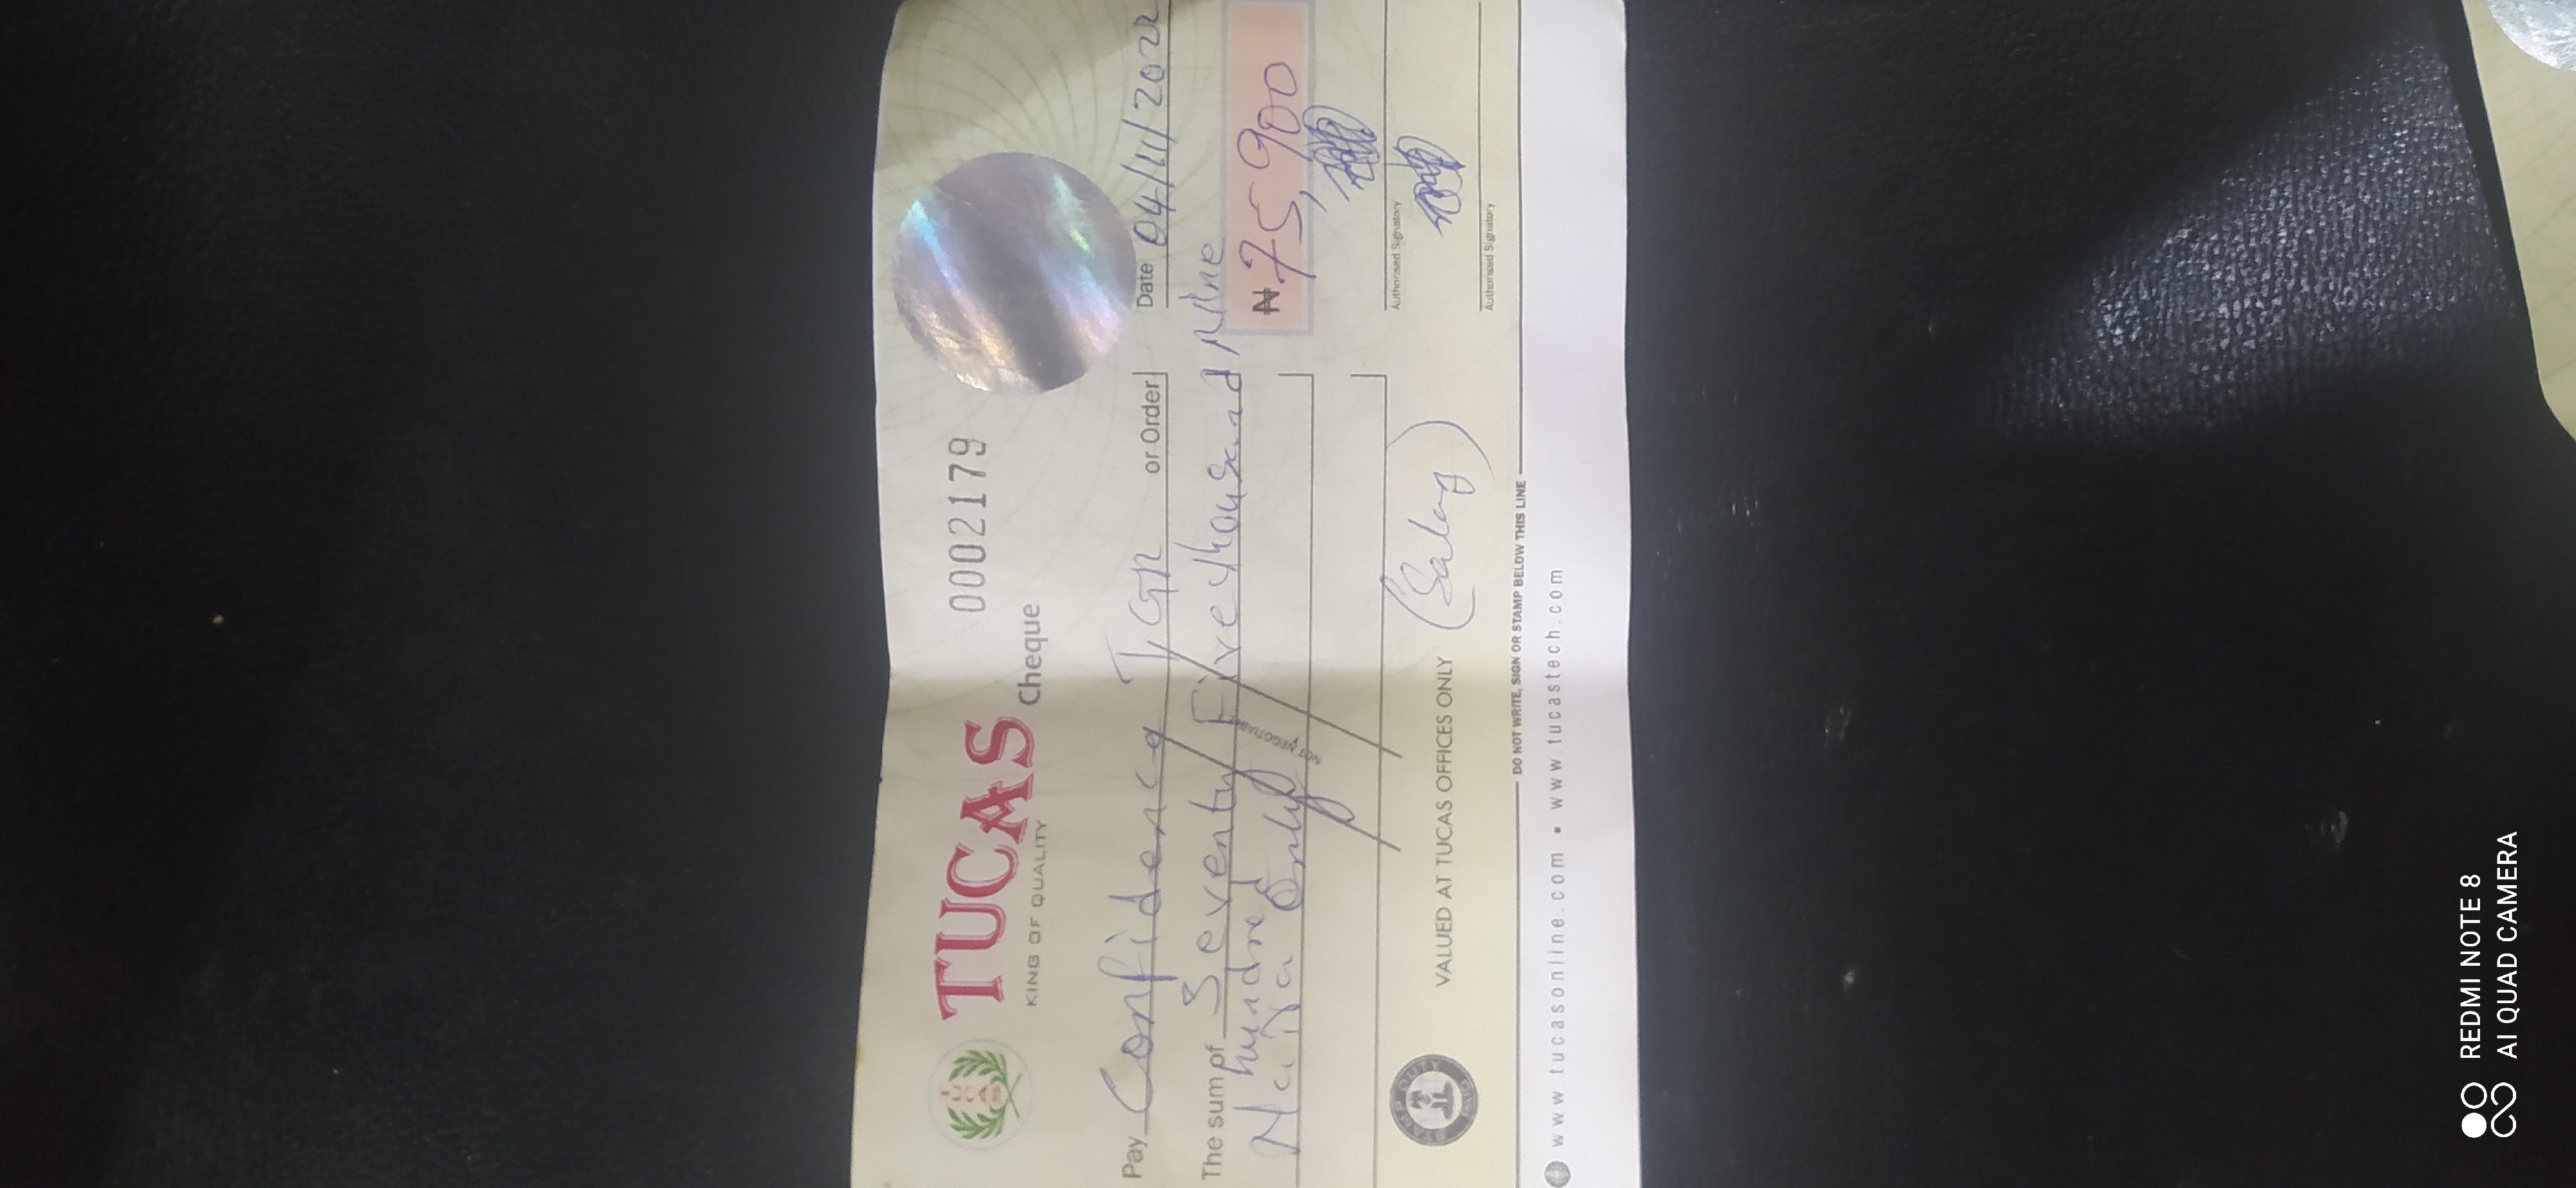 TUCAS
KING OF QUALITY
Cheque
0002179
Pay Confidence T/GR or Order Date 04/11/2022
The sum of Seventy Five thousand Nine
hundred
Naira Only
₦ 75,900
NOT NEGOTIABLE
Authorised Signatory
VALUED AT TUCAS OFFICES ONLY (Salary)
Authorised Signatory
DO NOT WRITE, SIGN OR STAMP BELOW THIS LINE
www.tucasonline.com • www.tucastech.com
STAMP DUTY PAID
REDMI NOTE 8
AI QUAD CAMERA